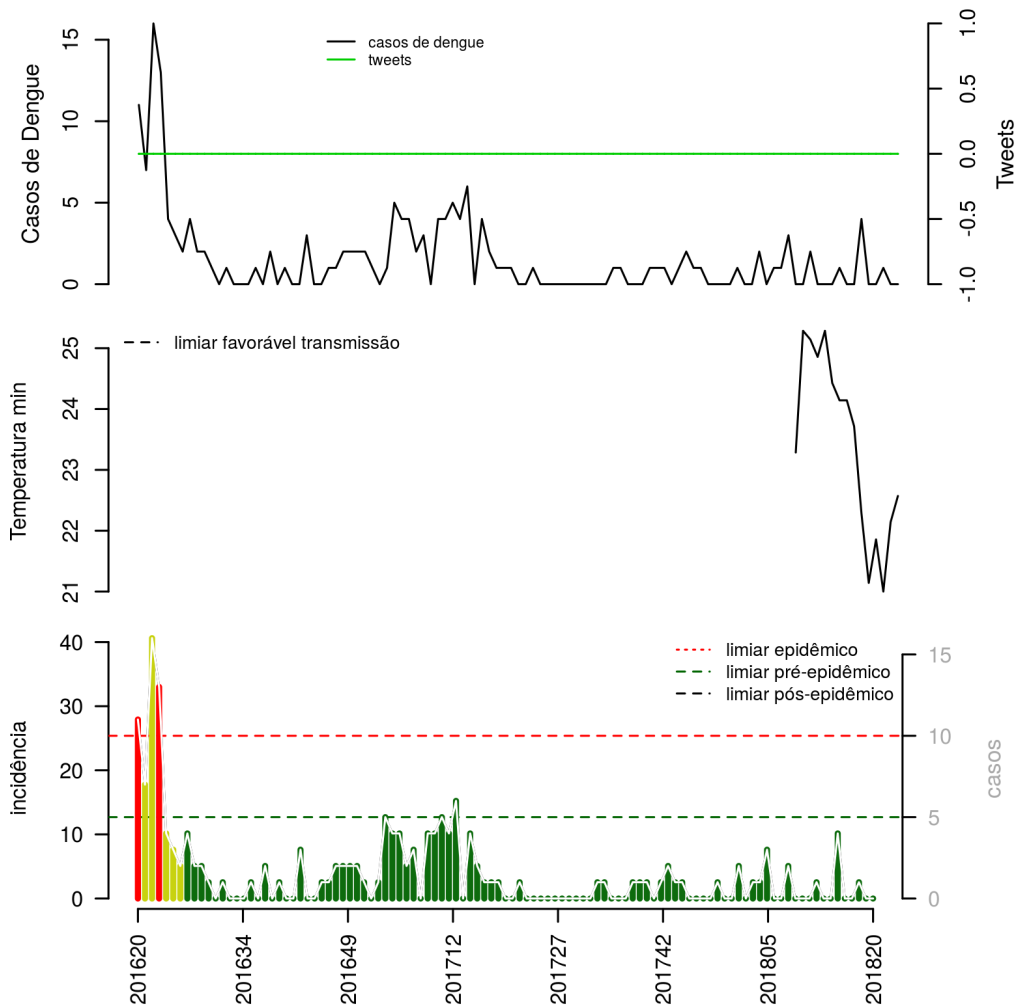 casos de dengue
tweets
Casos de Dengue
15
10
5
0
1.0
0.5
0.0
-0.5
-1.0
Tweets
limiar favorável transmissão
Temperatura min
25
24
23
22
21
limiar epidêmico
limiar pré-epidêmico
limiar pós-epidêmico
incidência
40
30
20
10
0
15
10
5
0
casos
201620
201634
201649
201712
201727
201742
201805
201820